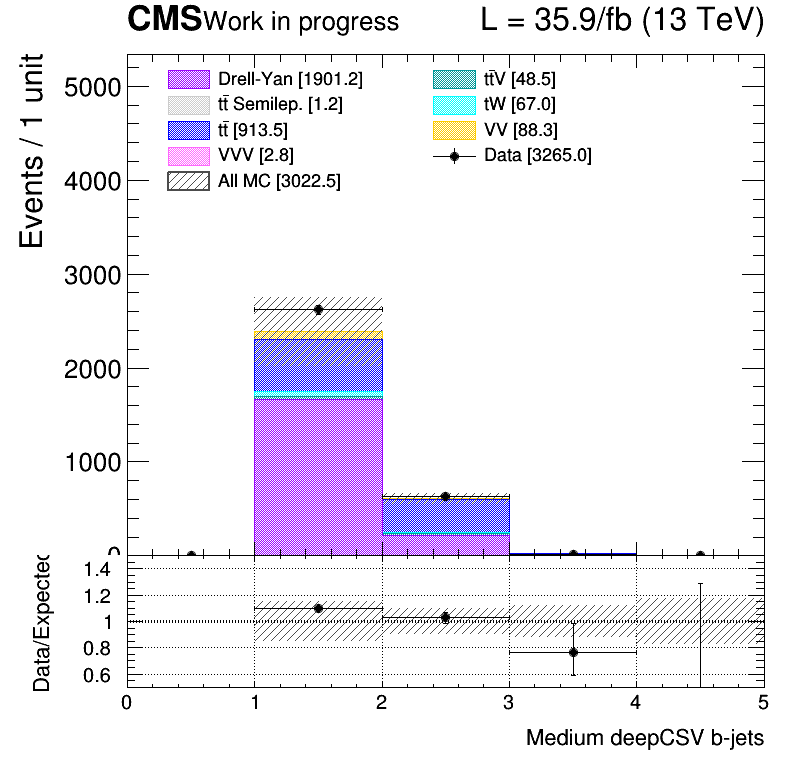 CMS Work in progress L = 35.9/fb (13 TeV)
Events / 1 unit
5000
4000
3000
2000
1000
0
Drell-Yan [1901.2]
tt̄ Semilep. [1.2]
tt̄ [913.5]
VVV [2.8]
All MC [3022.5]
tt̄V [48.5]
tW [67.0]
VV [88.3]
Data [3265.0]
Data/Expected
1.4
1.2
1
0.8
0.6
0 1 2 3 4 5
Medium deepCSV b-jets